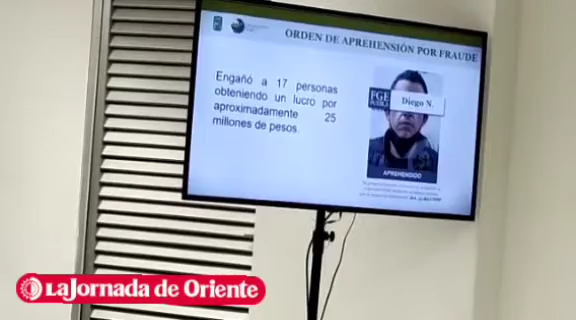 ORDEN DE APREHENSIÓN POR FRAUDE
Engañó a 17 personas
obteniendo un lucro por
aproximadamente 25
millones de pesos.
FGE
PUEBLA
Diego N.
APREHENDIDO
LaJornada de Oriente